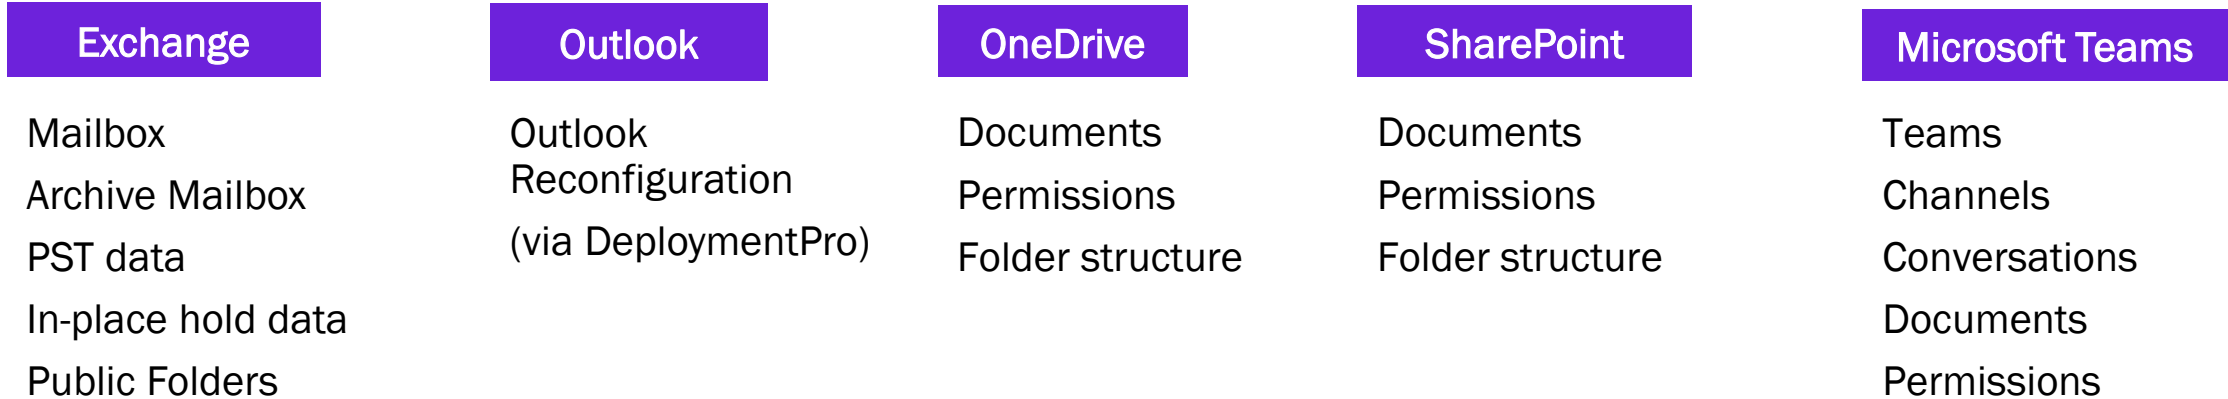 Exchange
Mailbox
Archive Mailbox
PST data
In-place hold data
Public Folders
Outlook
Outlook
Reconfiguration
(via DeploymentPro)
OneDrive
Documents
Permissions
Folder structure
SharePoint
Documents
Permissions
Folder structure
Microsoft Teams
Teams
Channels
Conversations
Documents
Permissions